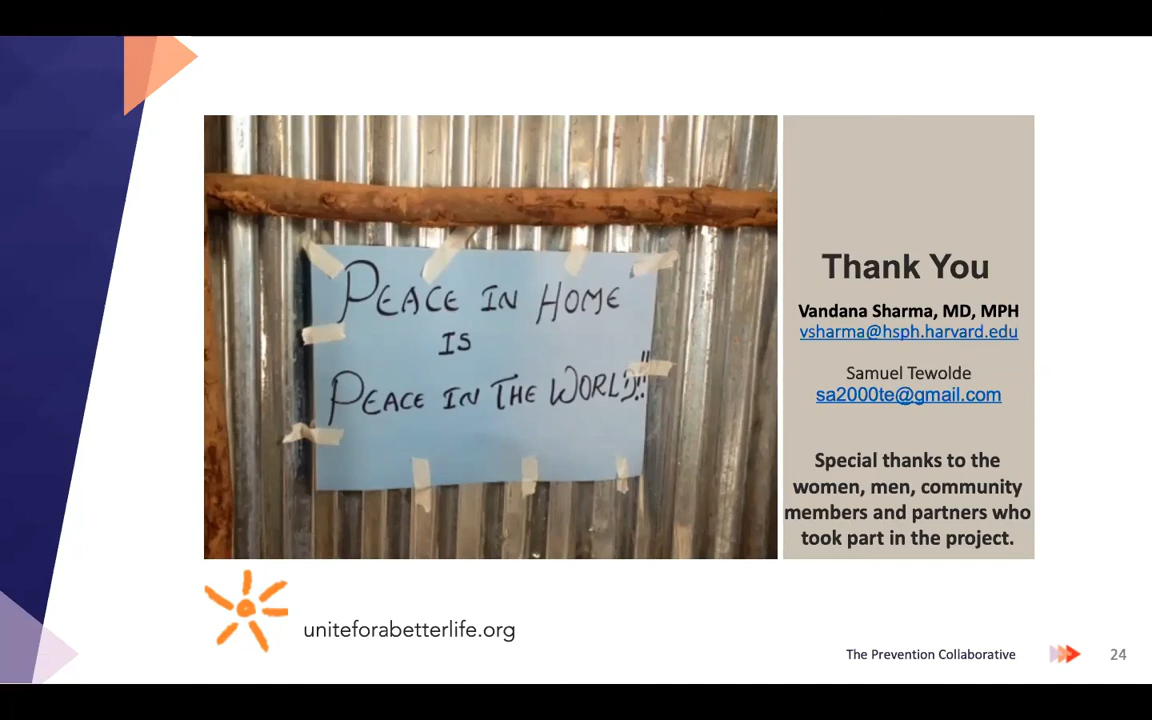 PEACE IN HOME
IS
PEACE IN THE WORLD!!
Thank You
Vandana Sharma, MD, MPH
vsharma@hsph.harvard.edu
Samuel Tewolde
sa2000te@gmail.com
Special thanks to the
women, men, community
members and partners who
took part in the project.
uniteforabetterlife.org
The Prevention Collaborative
24